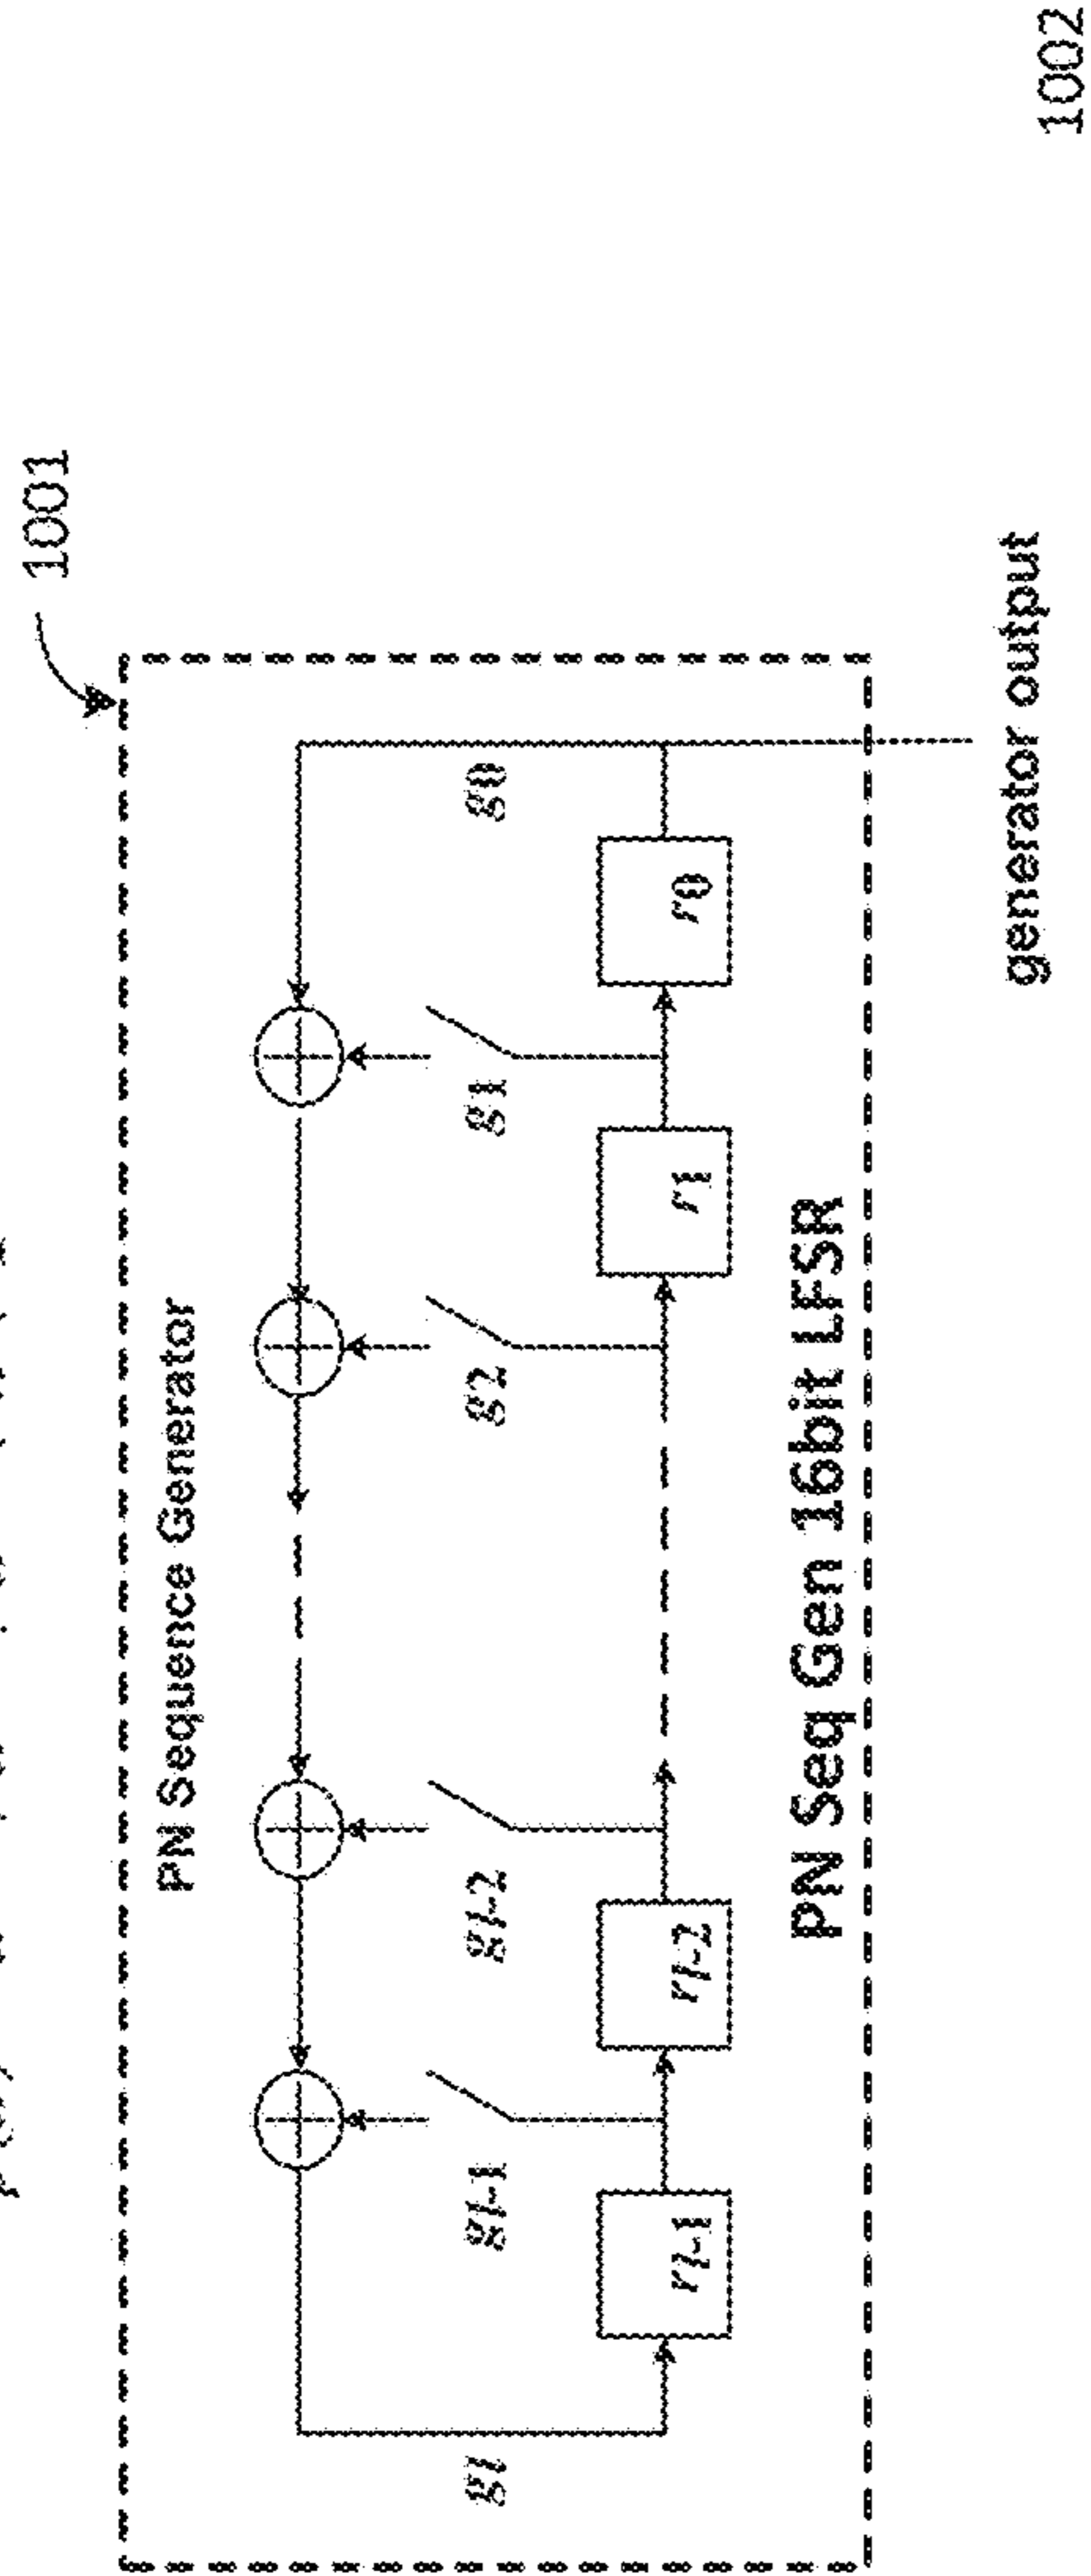 1001
PN Sequence Generator
gl
gl-1
gl-2
g2
g1
g0
rl-1
rl-2
r1
r0
PN Seq Gen 16bit LFSR
generator output
1002